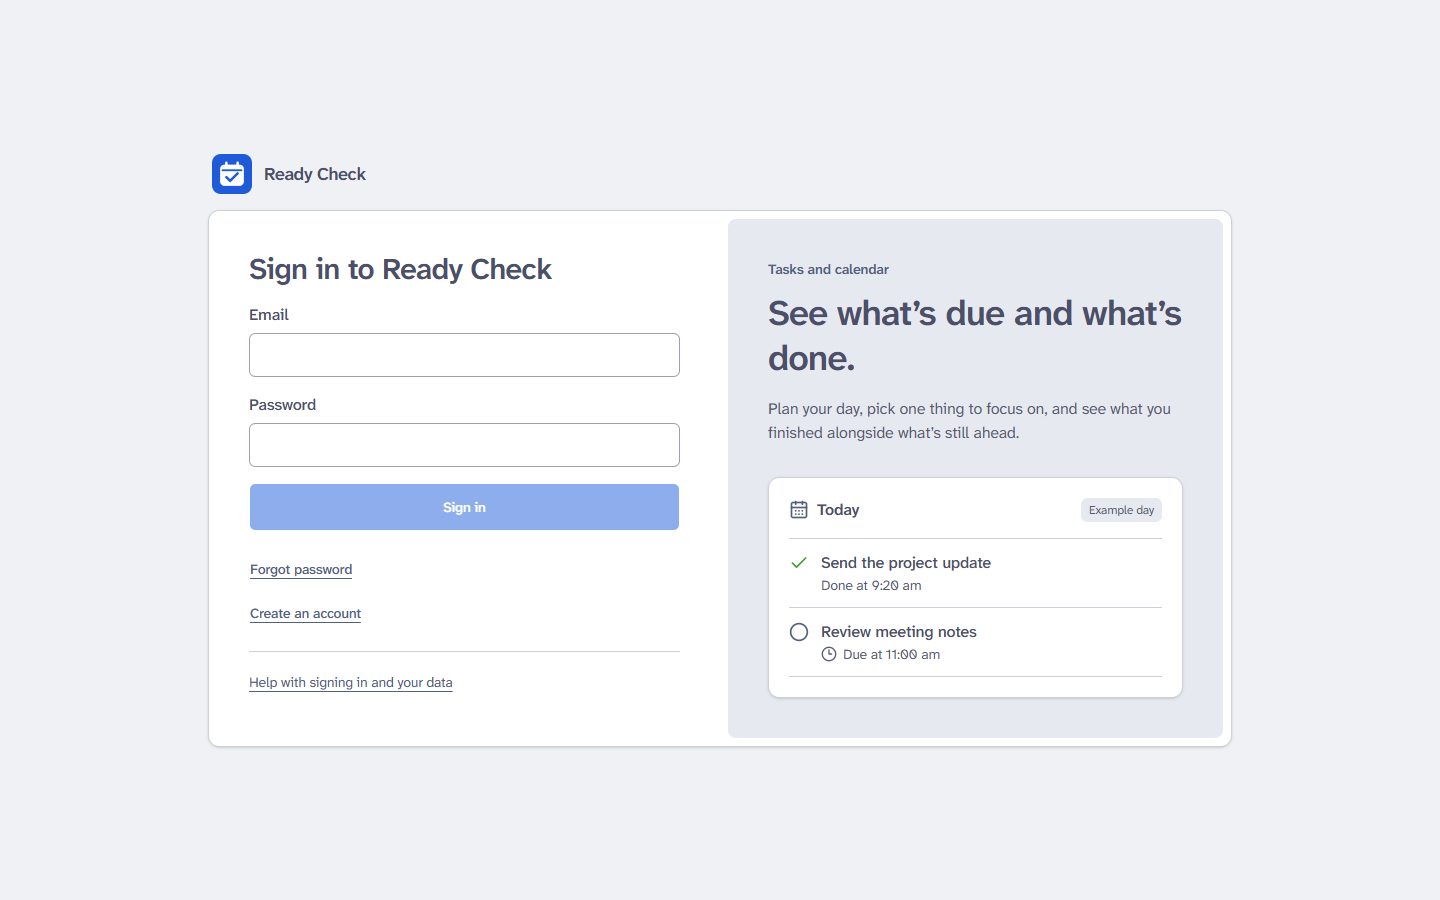 Ready Check
Sign in to Ready Check
Email
Password
Sign in
Forgot password
Create an account
Help with signing in and your data
Tasks and calendar
See what’s due and what’s
done.
Plan your day, pick one thing to focus on, and see what you
finished alongside what’s still ahead.
Today
Example day
Send the project update
Done at 9:20 am
Review meeting notes
Due at 11:00 am